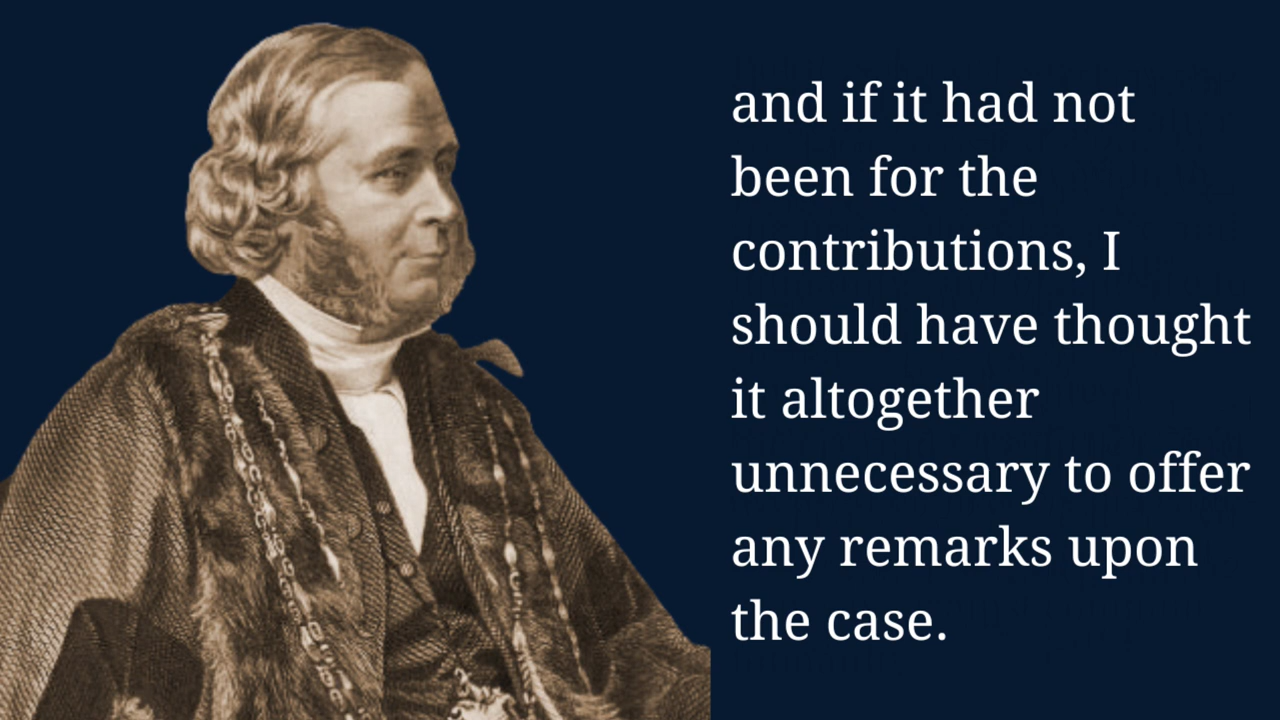 and if it had not
been for the
contributions, I
should have thought
it altogether
unnecessary to offer
any remarks upon
the case.